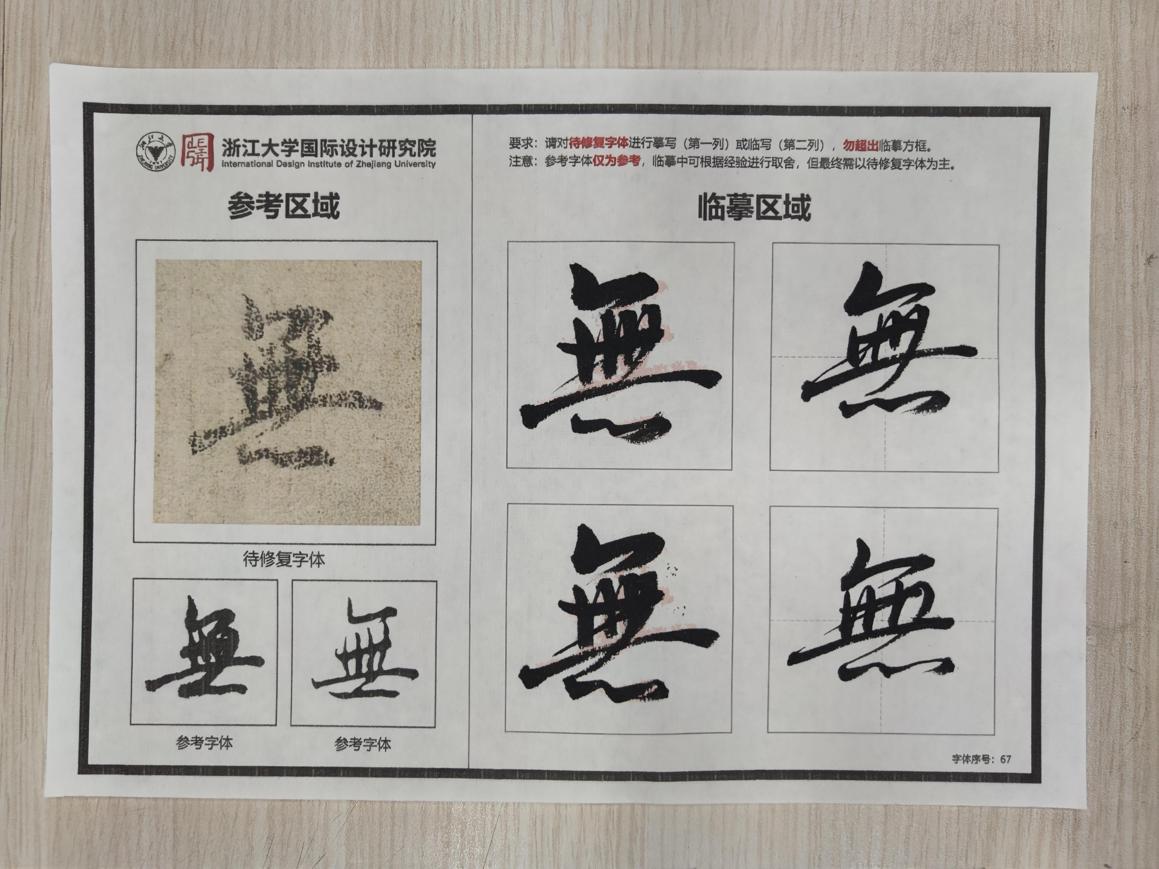 浙江大学国际设计研究院
International Design Institute of Zhejiang University
参考区域
無
待修复字体
無
無
参考字体
参考字体
要求：请对待修复字体进行摹写（第一列）或临写（第二列），勿超出临摹方框。
注意：参考字体仅为参考，临摹中可根据经验进行取舍，但最终需以待修复字体为主。
临摹区域
無
無
無
無
字体序号：67